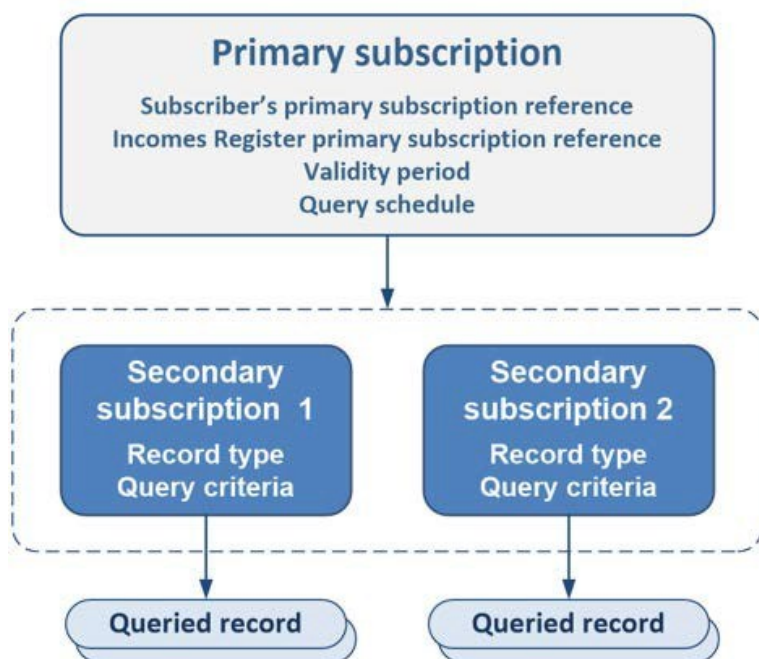 Primary subscription
Subscriber's primary subscription reference
Incomes Register primary subscription reference
Validity period
Query schedule
Secondary
subscription 1
Record type
Query criteria
Secondary
subscription 2
Record type
Query criteria
Queried record
Queried record